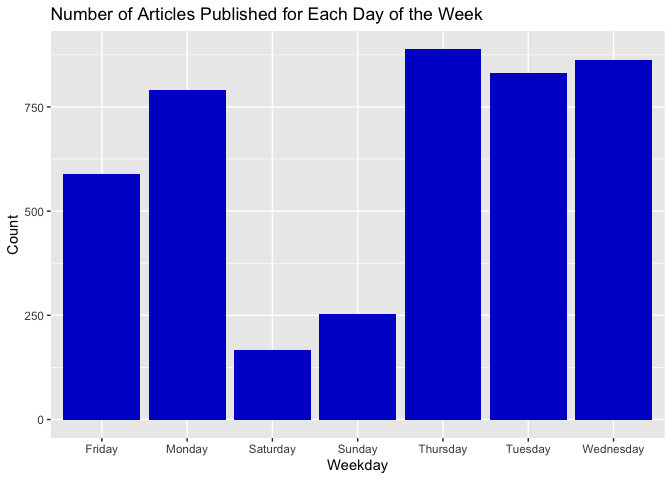 Number of Articles Published for Each Day of the Week
Count
750
500
250
0
Friday Monday Saturday Sunday Thursday Tuesday Wednesday
Weekday